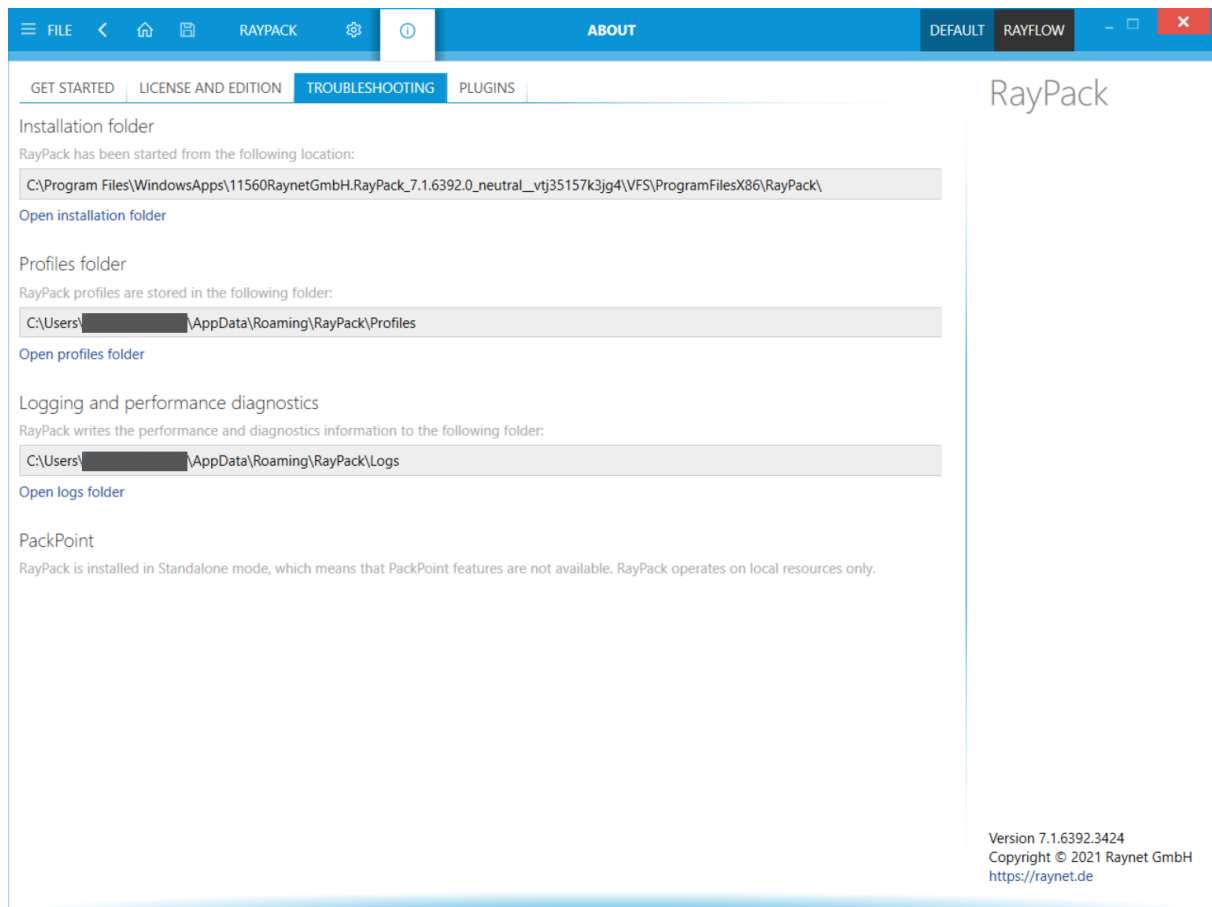 FILE RAYPACK ABOUT DEFAULT RAYFLOW
GET STARTED LICENSE AND EDITION TROUBLESHOOTING PLUGINS
RayPack
Installation folder
RayPack has been started from the following location:
C:\Program Files\WindowsApps\11560RaynetGmbH.RayPack_7.1.6392.0_neutral__vtj35157k3jg4\VFS\ProgramFilesX86\RayPack\
Open installation folder
Profiles folder
RayPack profiles are stored in the following folder:
C:\Users\ \AppData\Roaming\RayPack\Profiles
Open profiles folder
Logging and performance diagnostics
RayPack writes the performance and diagnostics information to the following folder:
C:\Users\ \AppData\Roaming\RayPack\Logs
Open logs folder
PackPoint
RayPack is installed in Standalone mode, which means that PackPoint features are not available. RayPack operates on local resources only.
Version 7.1.6392.3424
Copyright © 2021 Raynet GmbH
https://raynet.de